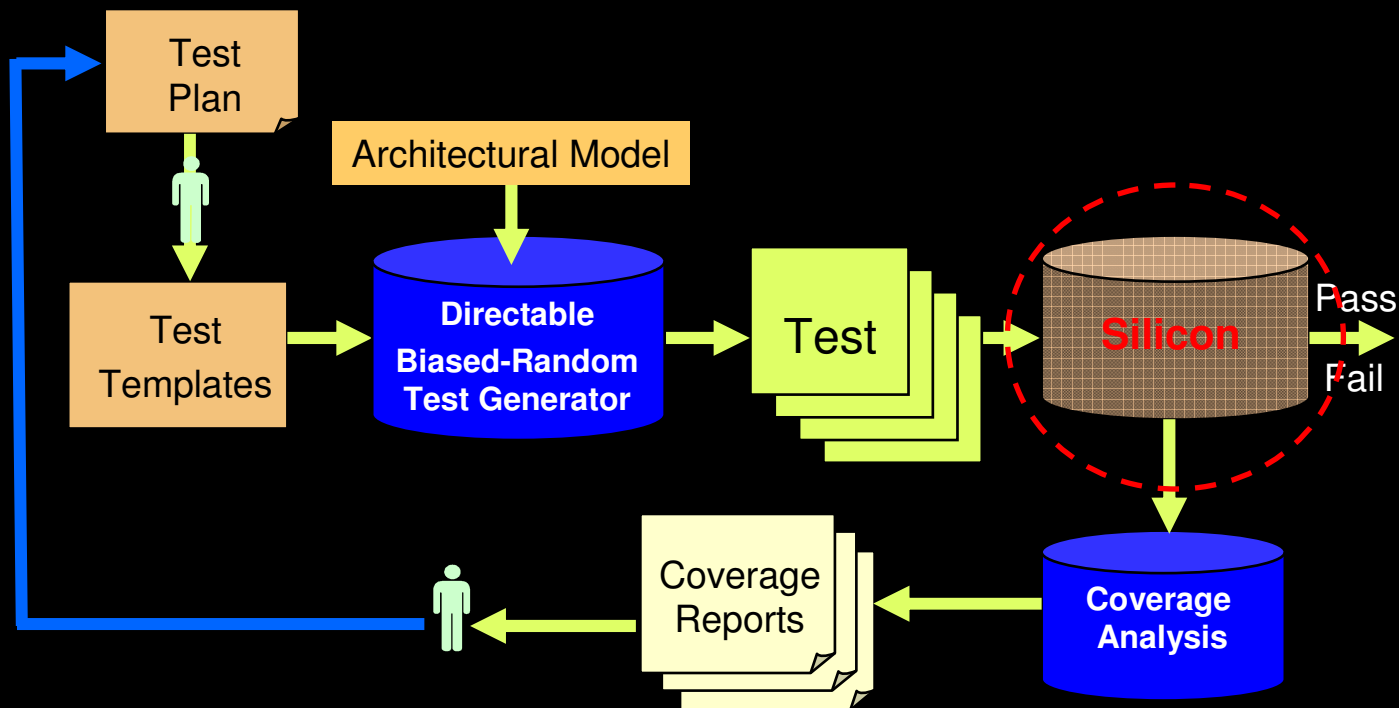 Test
Plan
Architectural Model
Test
Templates
Directable
Biased-Random
Test Generator
Test
Silicon
Pass
Fail
Coverage
Reports
Coverage
Analysis